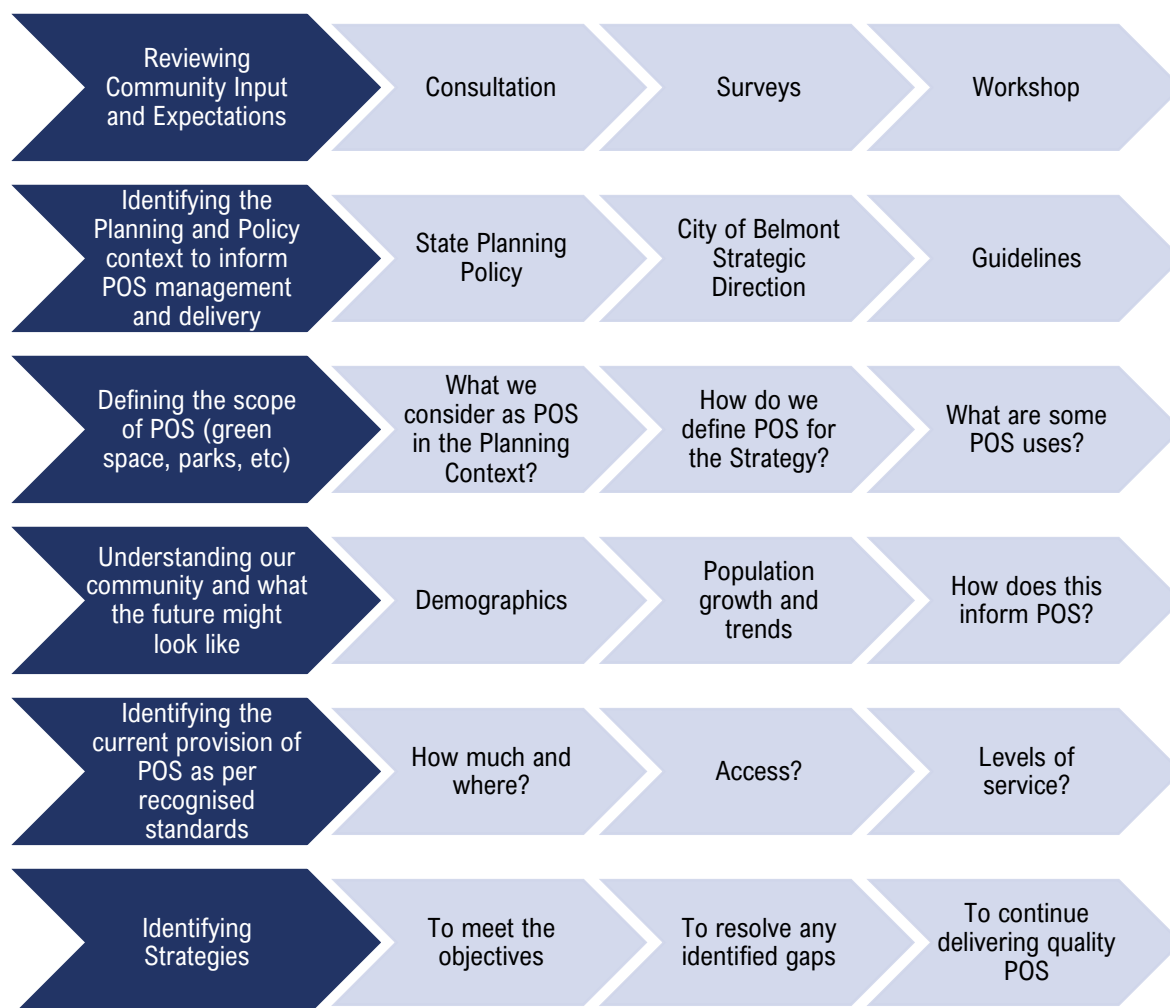 Reviewing
Community Input
and Expectations
Consultation
Surveys
Workshop
Identifying the
Planning and Policy
context to inform
POS management
and delivery
State Planning
Policy
City of Belmont
Strategic
Direction
Guidelines
Defining the scope
of POS (green
space, parks, etc)
What we
consider as POS
in the Planning
Context?
How do we
define POS for
the Strategy?
What are some
POS uses?
Understanding our
community and what
the future might
look like
Demographics
Population
growth and
trends
How does this
inform POS?
Identifying the
current provision of
POS as per
recognised
standards
How much and
where?
Access?
Levels of
service?
Identifying
Strategies
To meet the
objectives
To resolve any
identified gaps
To continue
delivering quality
POS